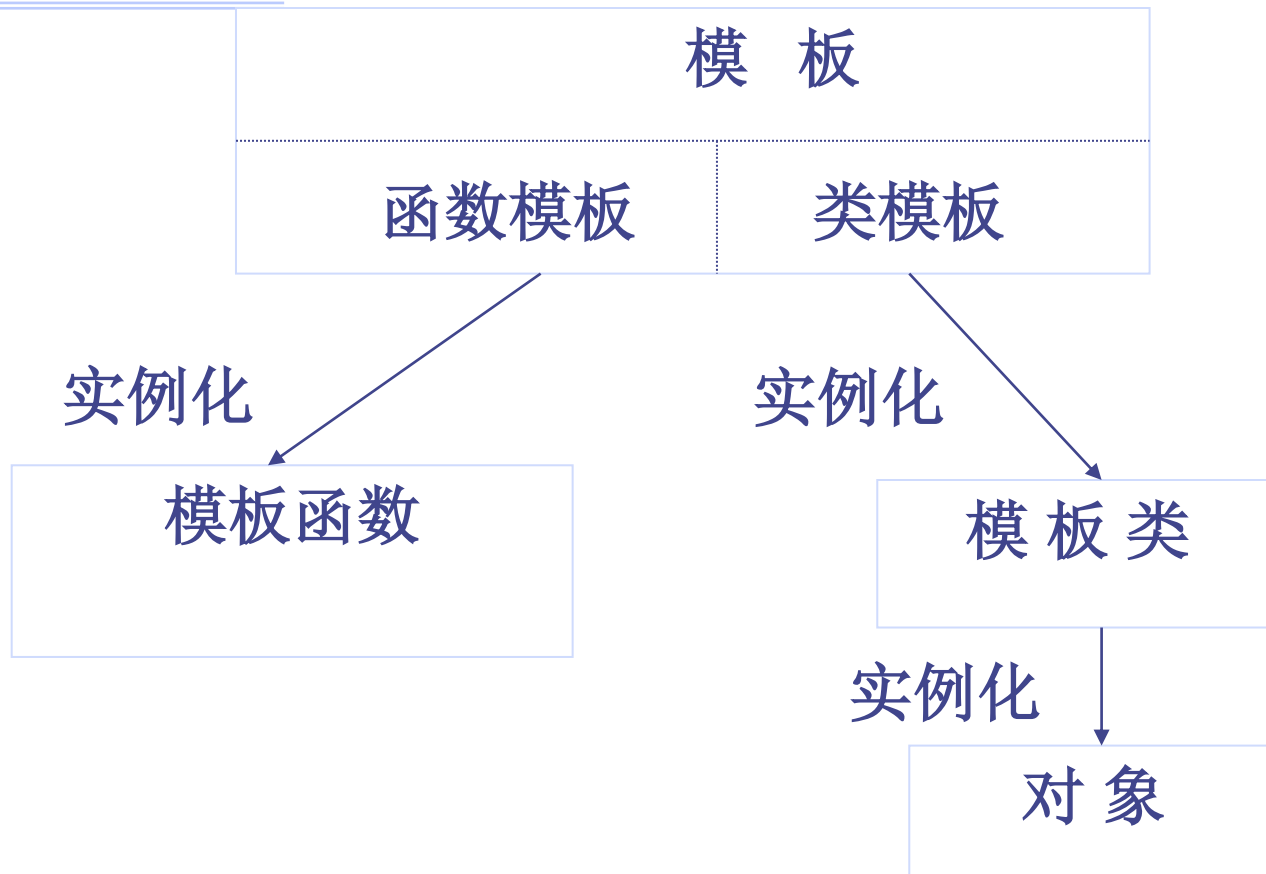 模 板
函数模板 类模板
实例化 实例化
模板函数
模 板 类
实例化
对 象